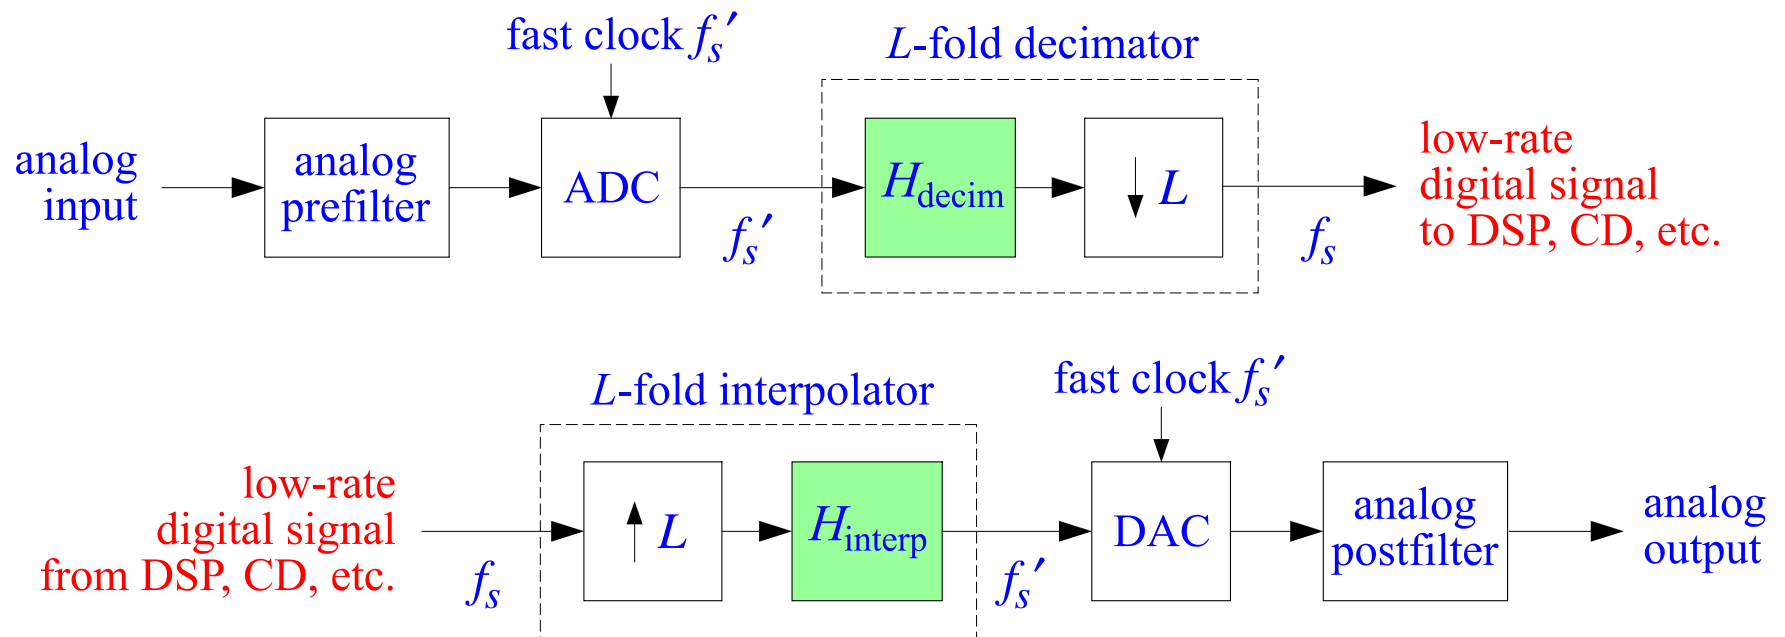 fast clock fs′
L-fold decimator
analog
input
analog
prefilter
ADC
fs′
Hdecim
↓ L
fs
low-rate
digital signal
to DSP, CD, etc.
L-fold interpolator
fast clock fs′
low-rate
digital signal
from DSP, CD, etc.
fs
↑ L
Hinterp
fs′
DAC
analog
postfilter
analog
output